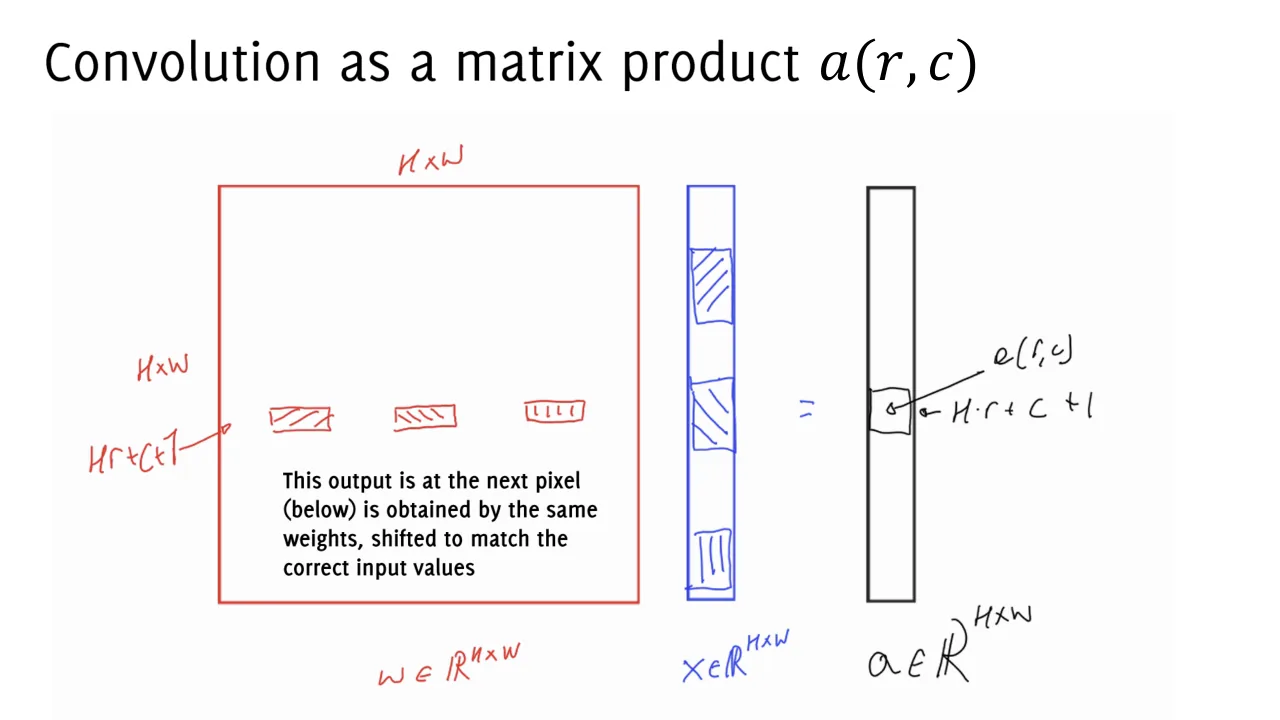 Convolution as a matrix product a(r, c)
H×W
H×W
a(r,c)
= ← H·r + c + 1
Hr+c+1
This output is at the next pixel
(below) is obtained by the same
weights, shifted to match the
correct input values
w ∈ ℝ^H×W
x ∈ ℝ^H×W
a ∈ ℝ^H×W